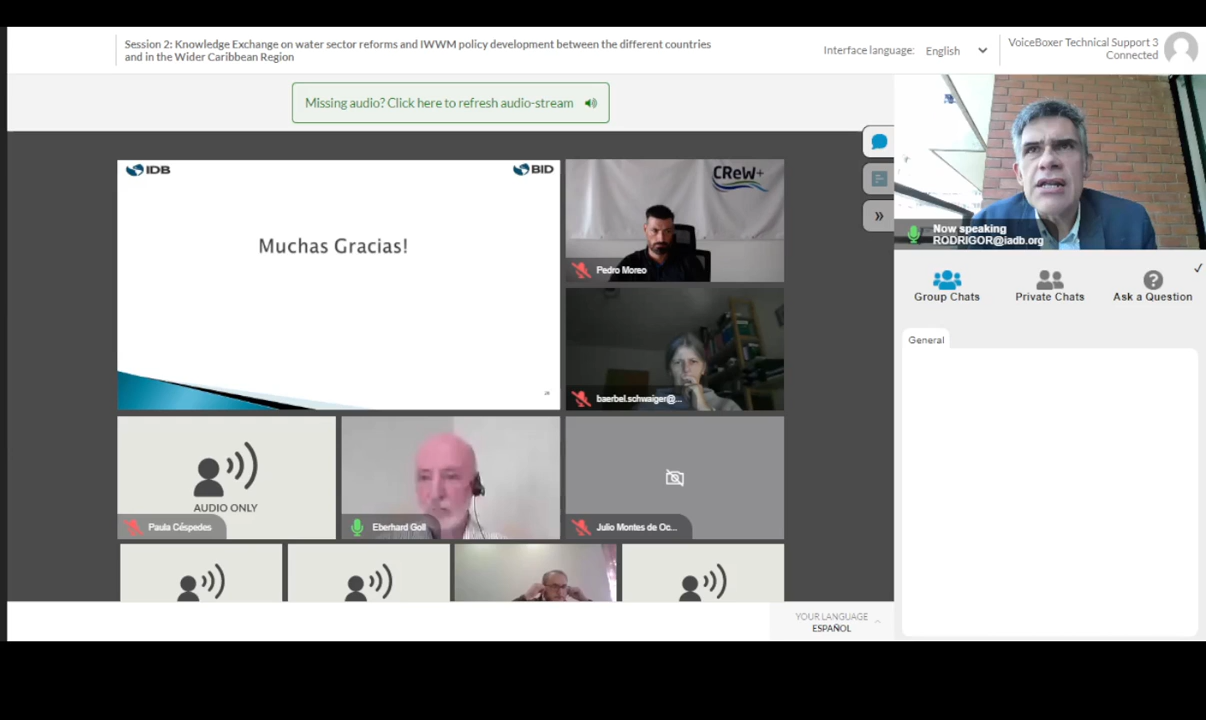 Session 2: Knowledge Exchange on water sector reforms and IWWM policy development between the different countries
and in the Wider Caribbean Region
Interface language: English
VoiceBoxer Technical Support 3
Connected
Missing audio? Click here to refresh audio-stream
IDB
BID
Muchas Gracias!
CReW+
Pedro Moreo
baerbel.schwaiger@...
Now speaking
RODRIGOR@iadb.org
Group Chats
Private Chats
Ask a Question
General
AUDIO ONLY
Paula Céspedes
Eberhard Goll
Julio Montes de Oc...
YOUR LANGUAGE
ESPAÑOL